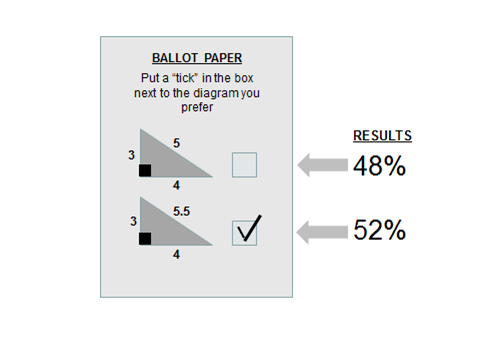 BALLOT PAPER
Put a “tick” in the box
next to the diagram you
prefer
5
3
4
5.5
3
4
RESULTS
48%
52%